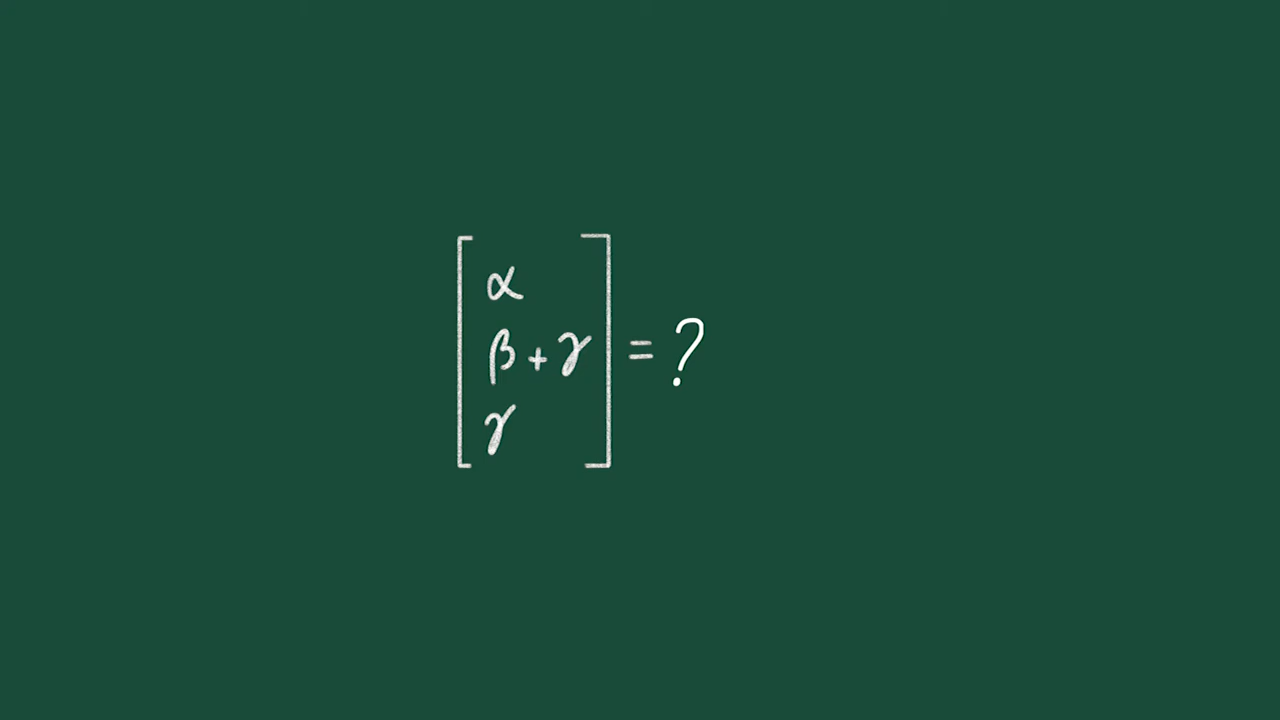 α
β + γ = ?
γ